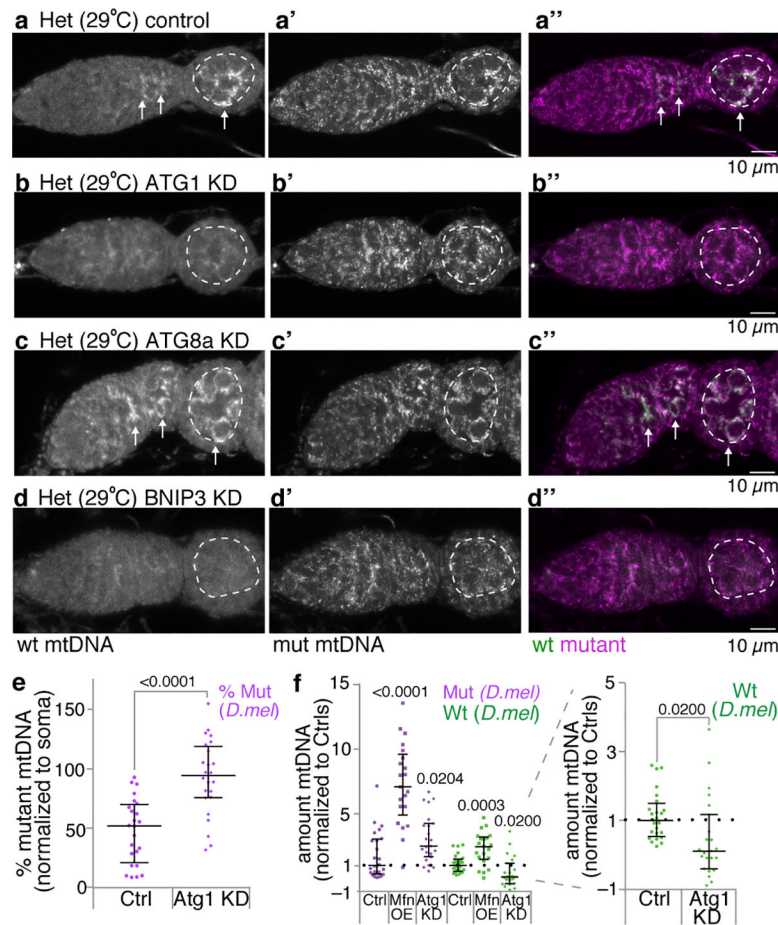 a Het (29°C) control a' a''
10 µm
b Het (29°C) ATG1 KD b' b''
10 µm
c Het (29°C) ATG8a KD c' c''
10 µm
d Het (29°C) BNIP3 KD d' d''
wt mtDNA mut mtDNA wt mutant 10 µm
e
<0.0001
% Mut
(D.mel)
% mutant mtDNA
(normalized to soma)
150
100
50
0
Ctrl Atg1 KD
f
Mut (D.mel)
Wt (D.mel)
amount mtDNA
(normalized to Ctrls)
15
10
5
1
-1
<0.0001
0.0204
0.0003
0.0200
Ctrl Mfn OE Atg1 KD Ctrl Mfn OE Atg1 KD
Wt
(D.mel)
amount mtDNA
(normalized to Ctrls)
5
3
1
−1
0.0200
Ctrl Atg1 KD